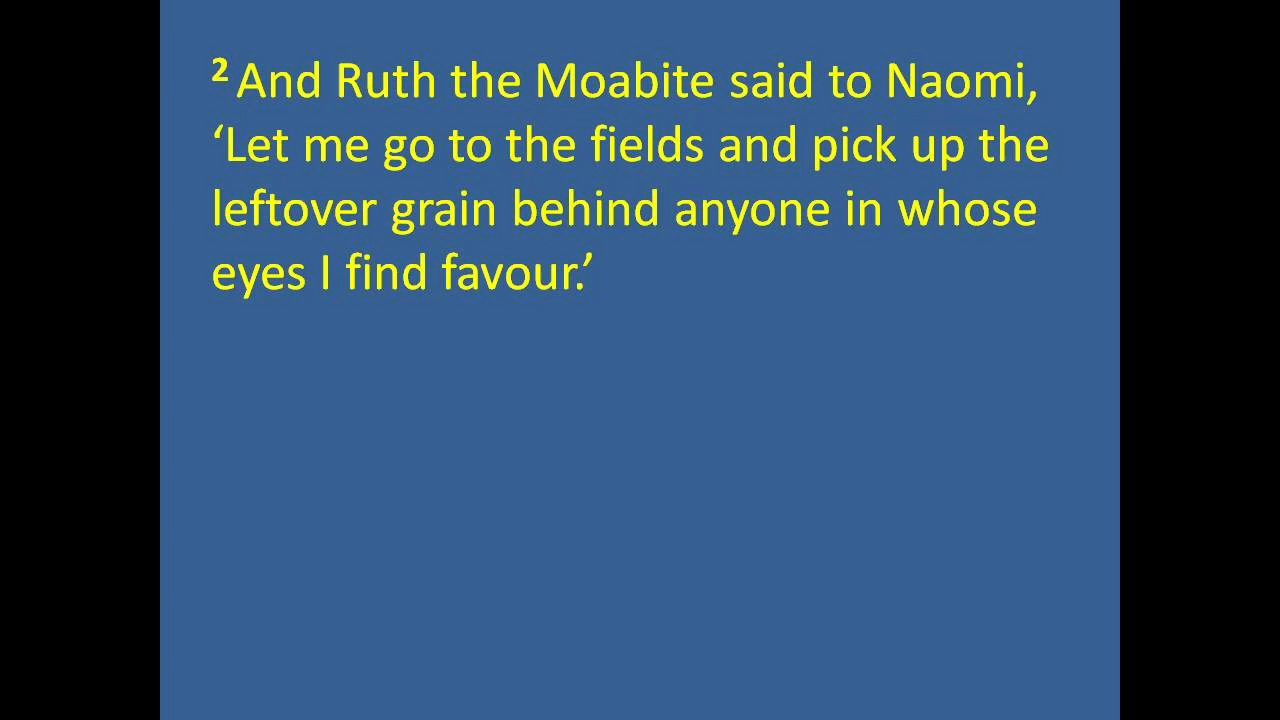 ² And Ruth the Moabite said to Naomi,
‘Let me go to the fields and pick up the
leftover grain behind anyone in whose
eyes I find favour.’